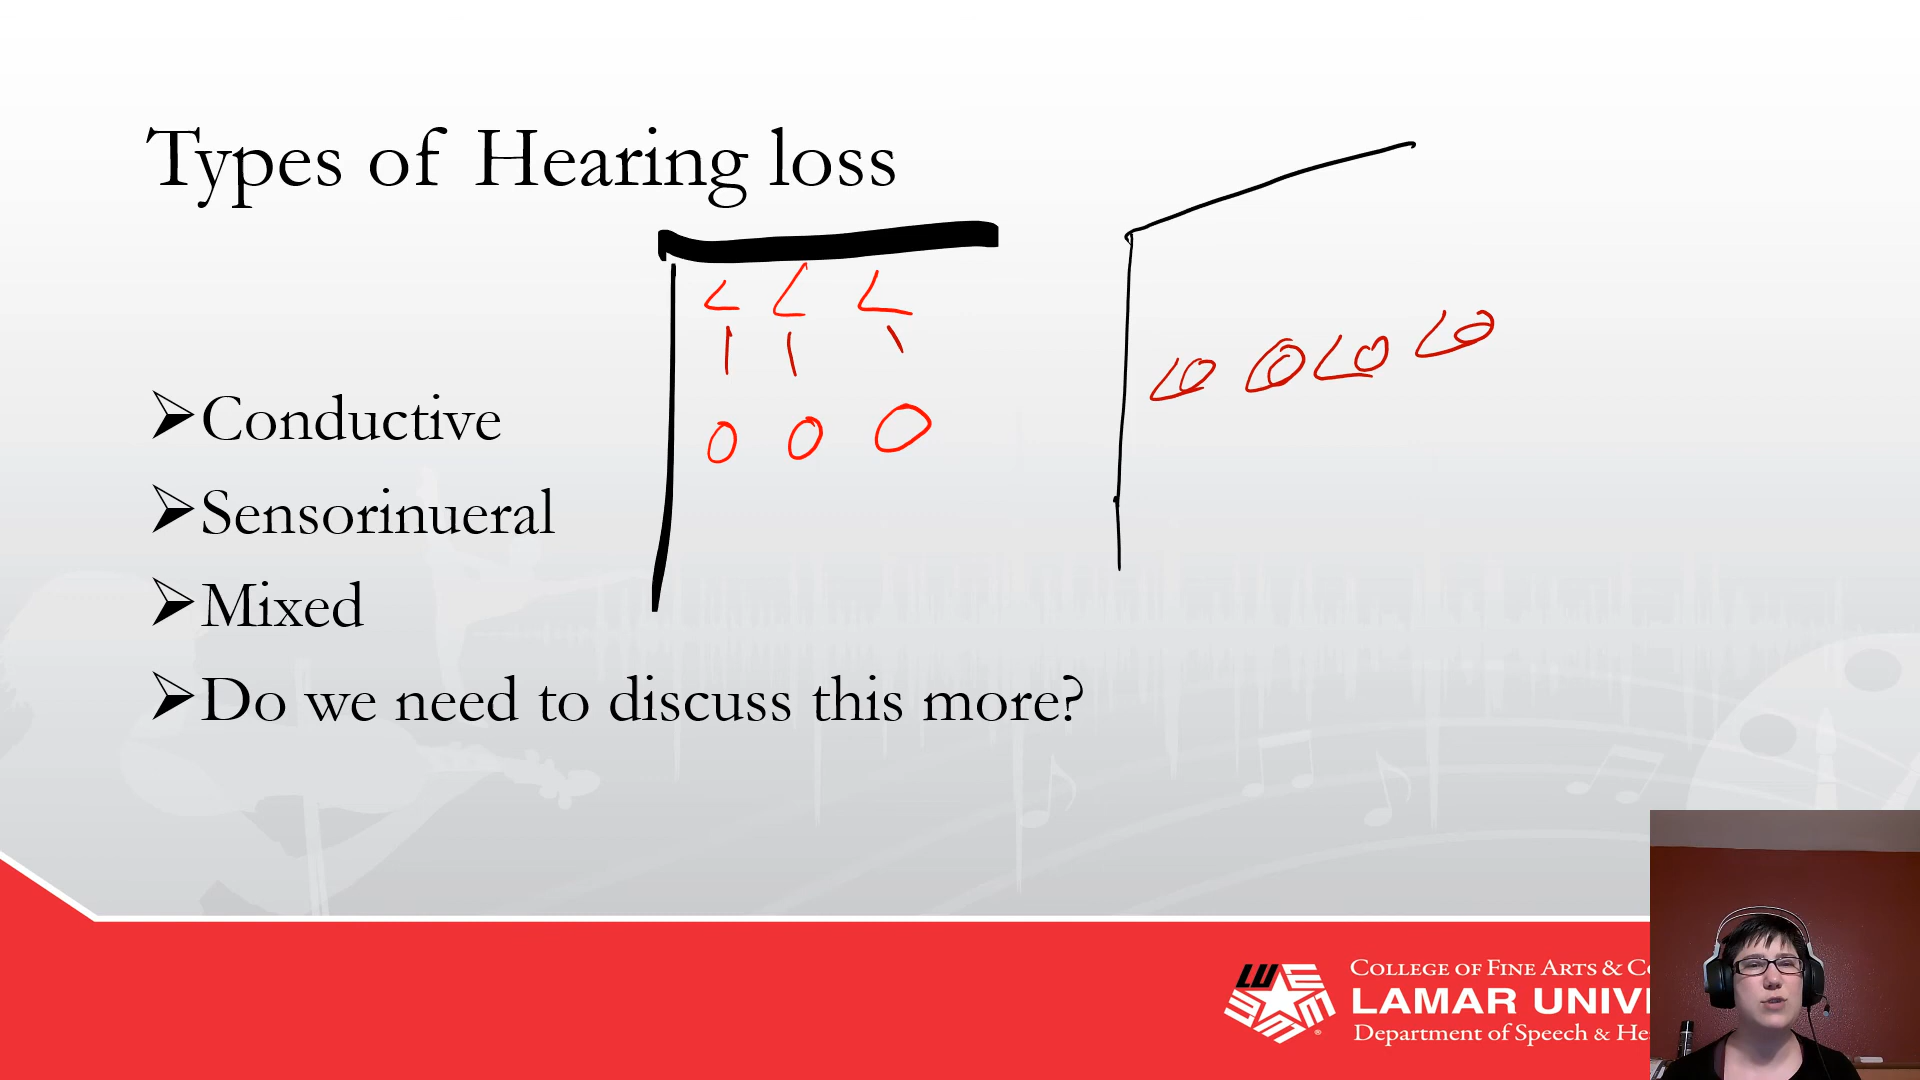 Types of Hearing loss
< < <
O O O
Conductive
Sensorinueral
Mixed
Do we need to discuss this more?
COLLEGE OF FINE ARTS & CO
LAMAR UNIV
Department of Speech & He